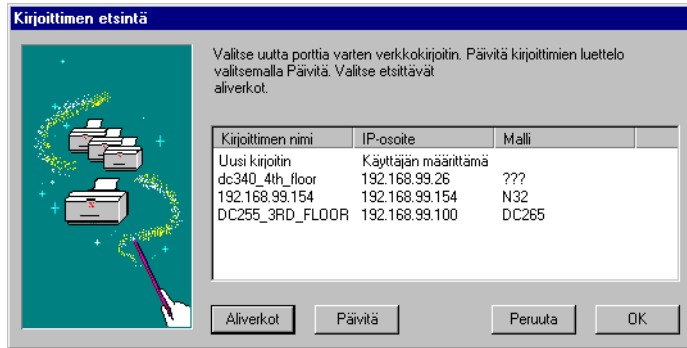 Kirjoittimen etsintä
Valitse uutta porttia varten verkkokirjoitin. Päivitä kirjoittimien luettelo
valitsemalla Päivitä. Valitse etsittävät
aliverkot.
Kirjoittimen nimi IP-osoite Malli
Uusi kirjoitin Käyttäjän määrittämä
dc340_4th_floor 192.168.99.26 ???
192.168.99.154 192.168.99.154 N32
DC255_3RD_FLOOR 192.168.99.100 DC265
Aliverkot Päivitä Peruuta OK